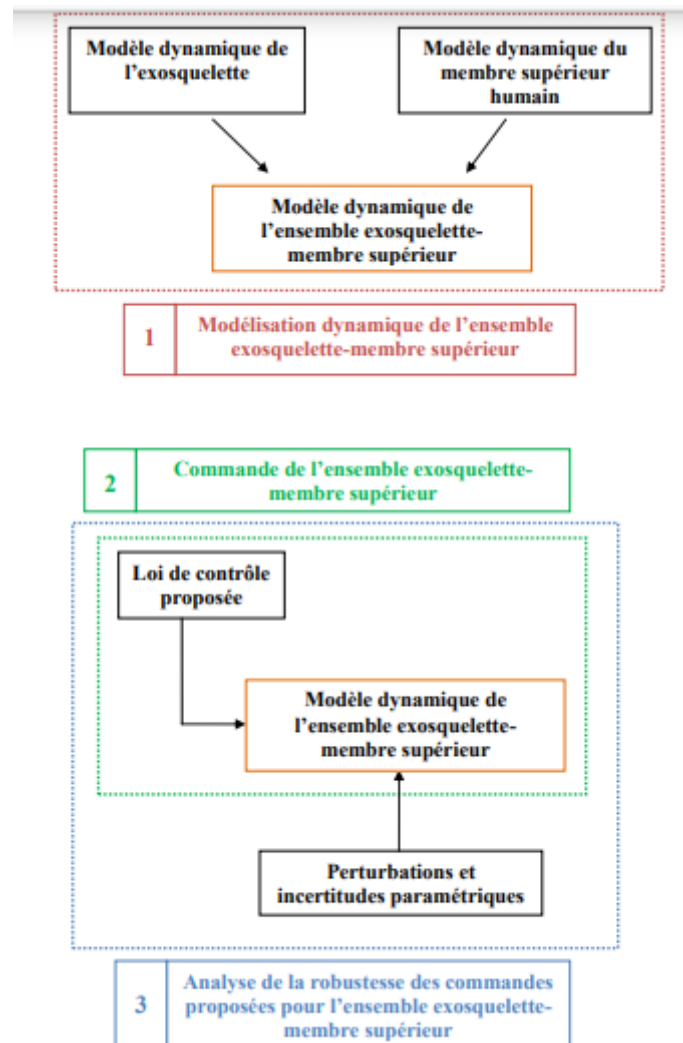 Modèle dynamique de
l'exosquelette
Modèle dynamique du
membre supérieur
humain
Modèle dynamique de
l'ensemble exosquelette-
membre supérieur
1
Modélisation dynamique de l'ensemble
exosquelette-membre supérieur
2
Commande de l'ensemble exosquelette-
membre supérieur
Loi de contrôle
proposée
Modèle dynamique de
l'ensemble exosquelette-
membre supérieur
Perturbations et
incertitudes paramétriques
3
Analyse de la robustesse des commandes
proposées pour l'ensemble exosquelette-
membre supérieur